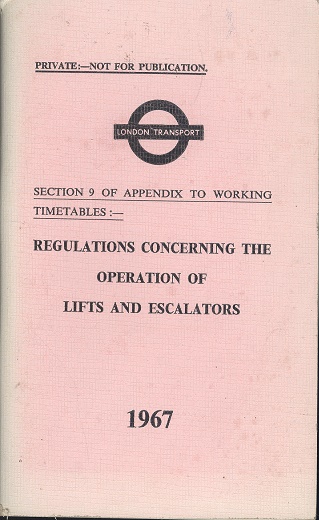 PRIVATE:—NOT FOR PUBLICATION.
LONDON TRANSPORT
SECTION 9 OF APPENDIX TO WORKING
TIMETABLES :—
REGULATIONS CONCERNING THE
OPERATION OF
LIFTS AND ESCALATORS
1967